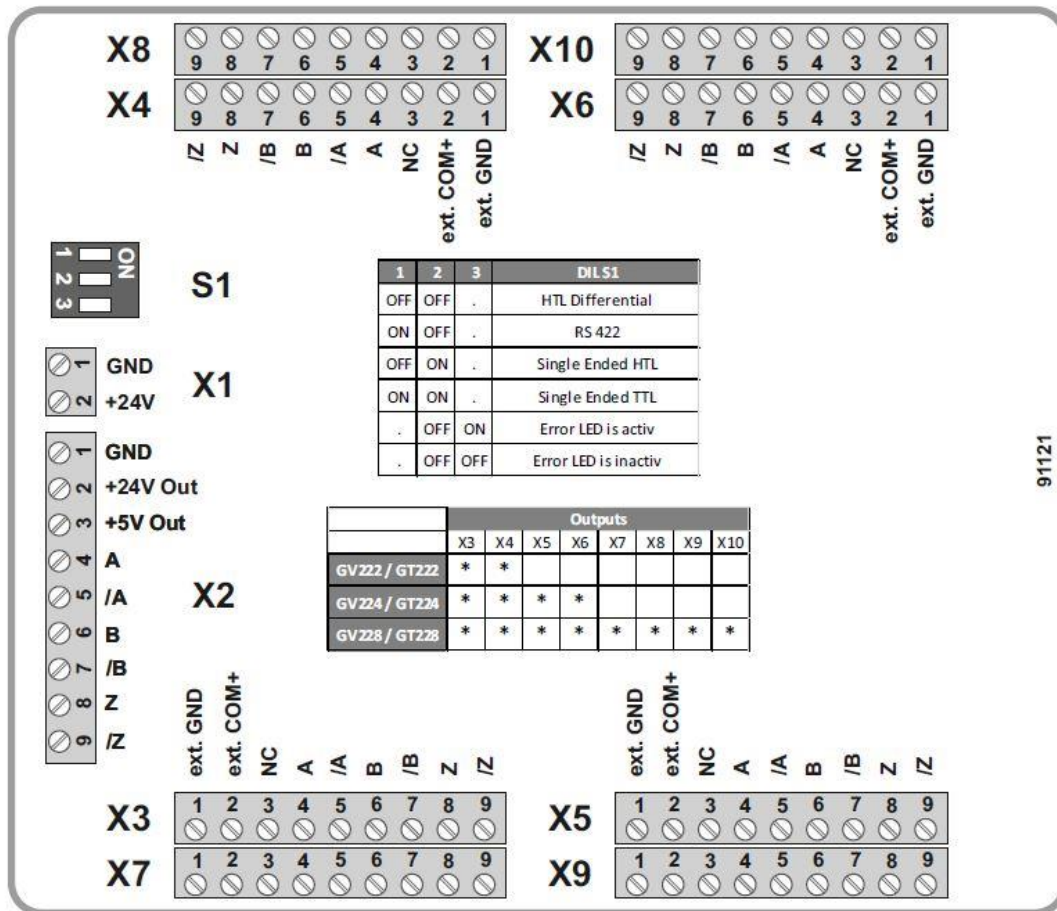 X8
9 8 7 6 5 4 3 2 1
X4
9 8 7 6 5 4 3 2 1
/Z Z /B B /A A NC ext. COM+ ext. GND
X10
9 8 7 6 5 4 3 2 1
X6
9 8 7 6 5 4 3 2 1
/Z Z /B B /A A NC ext. COM+ ext. GND
ON
1
2
3
S1
1 2 3 DIL S1
OFF OFF . HTL Differential
ON OFF . RS 422
OFF ON . Single Ended HTL
ON ON . Single Ended TTL
. OFF ON Error LED is activ
. OFF OFF Error LED is inactiv
X1
1 GND
2 +24V
X2
1 GND
2 +24V Out
3 +5V Out
4 A
5 /A
6 B
7 /B
8 Z
9 /Z
Outputs
X3 X4 X5 X6 X7 X8 X9 X10
GV222 / GT222 * *
GV224 / GT224 * * * *
GV228 / GT228 * * * * * * * *
91121
ext. GND ext. COM+ NC A /A B /B Z /Z
X3
1 2 3 4 5 6 7 8 9
X7
1 2 3 4 5 6 7 8 9
ext. GND ext. COM+ NC A /A B /B Z /Z
X5
1 2 3 4 5 6 7 8 9
X9
1 2 3 4 5 6 7 8 9